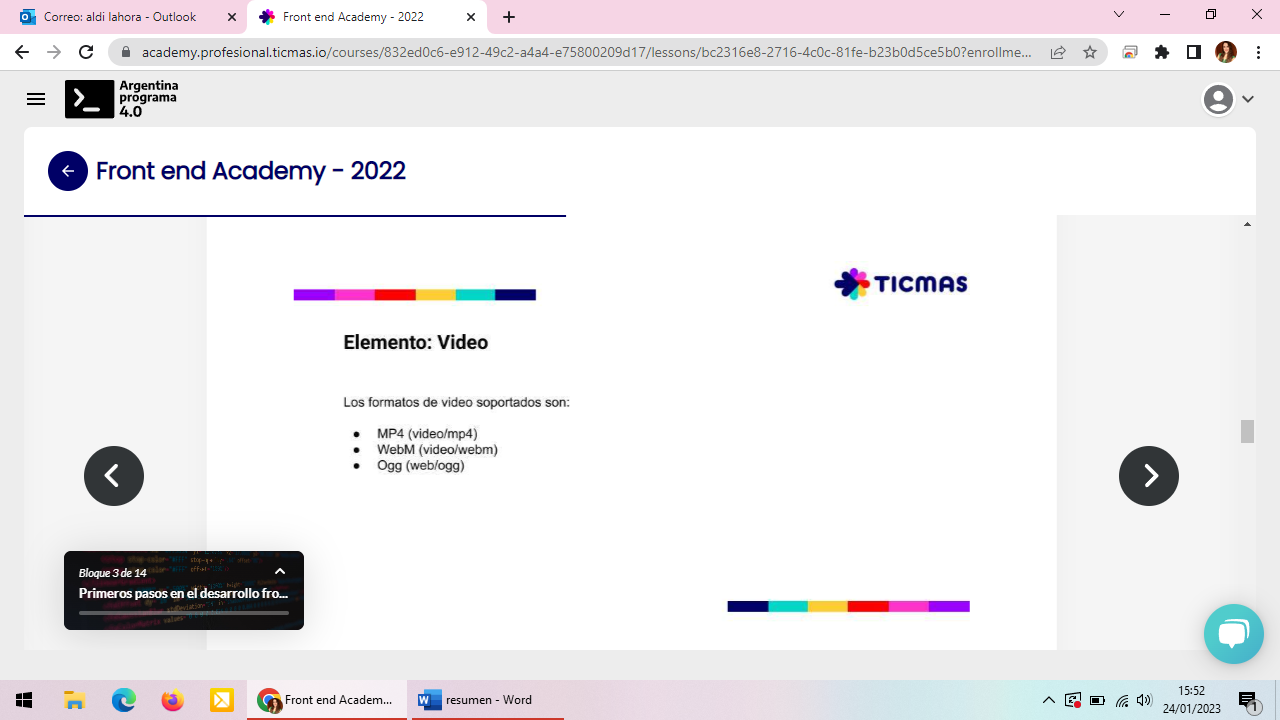 Correo: aldi lahora - Outlook
Front end Academy - 2022
academy.profesional.ticmas.io/courses/832ed0c6-e912-49c2-a4a4-e75800209d17/lessons/bc2316e8-2716-4c0c-81fe-b23b0d5ce5b0?enrollme...
Argentina
programa
4.0
Front end Academy - 2022
TICMAS
Elemento: Video
Los formatos de video soportados son:
● MP4 (video/mp4)
● WebM (video/webm)
● Ogg (web/ogg)
Bloque 3 de 14
Primeros pasos en el desarrollo fro...
Front end Academ...
resumen - Word
15:52
24/01/2023
1